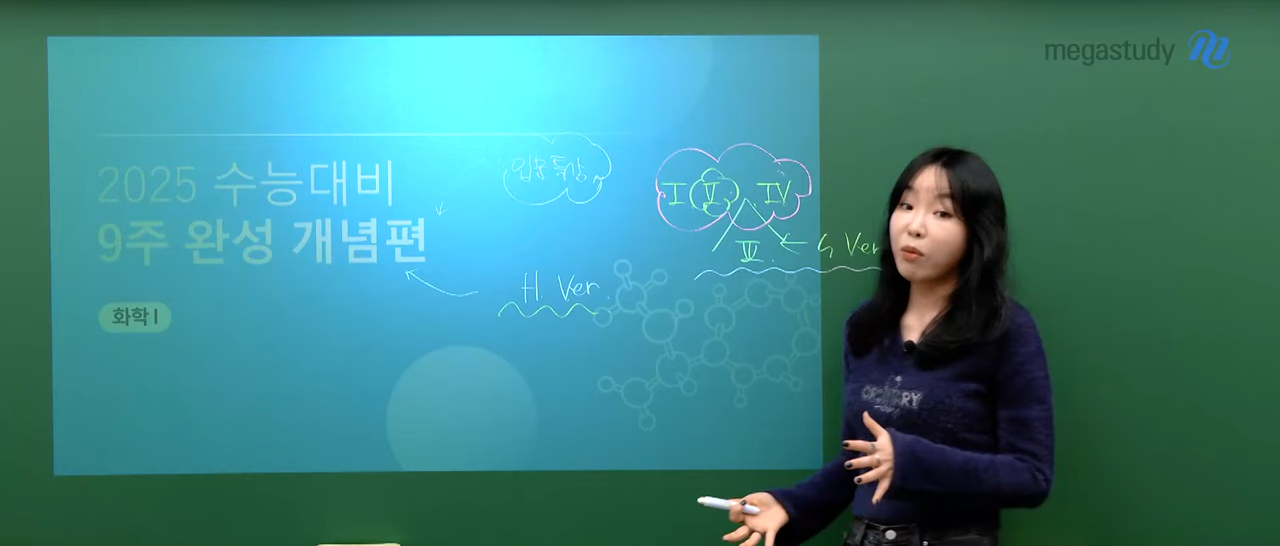 megastudy
2025 수능대비
9주 완성 개념편
화학 I
입문특강
I II IV
III.
H. Ver.
Ver